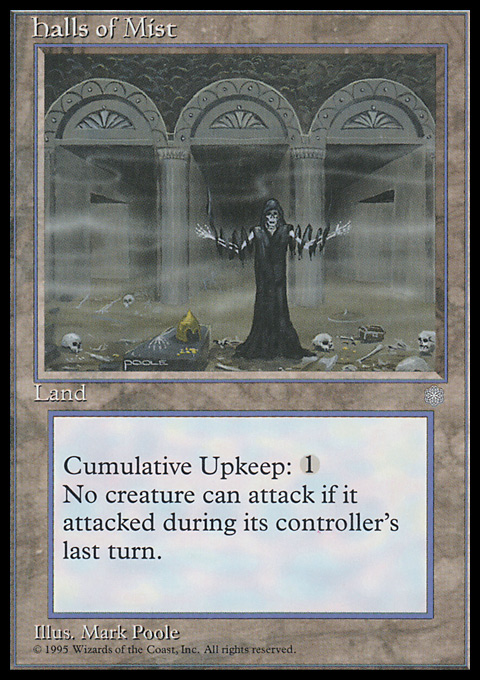 Halls of Mist
POOLE
Land
Cumulative Upkeep: 1
No creature can attack if it
attacked during its controller's
last turn.
Illus. Mark Poole
© 1995 Wizards of the Coast, Inc. All rights reserved.